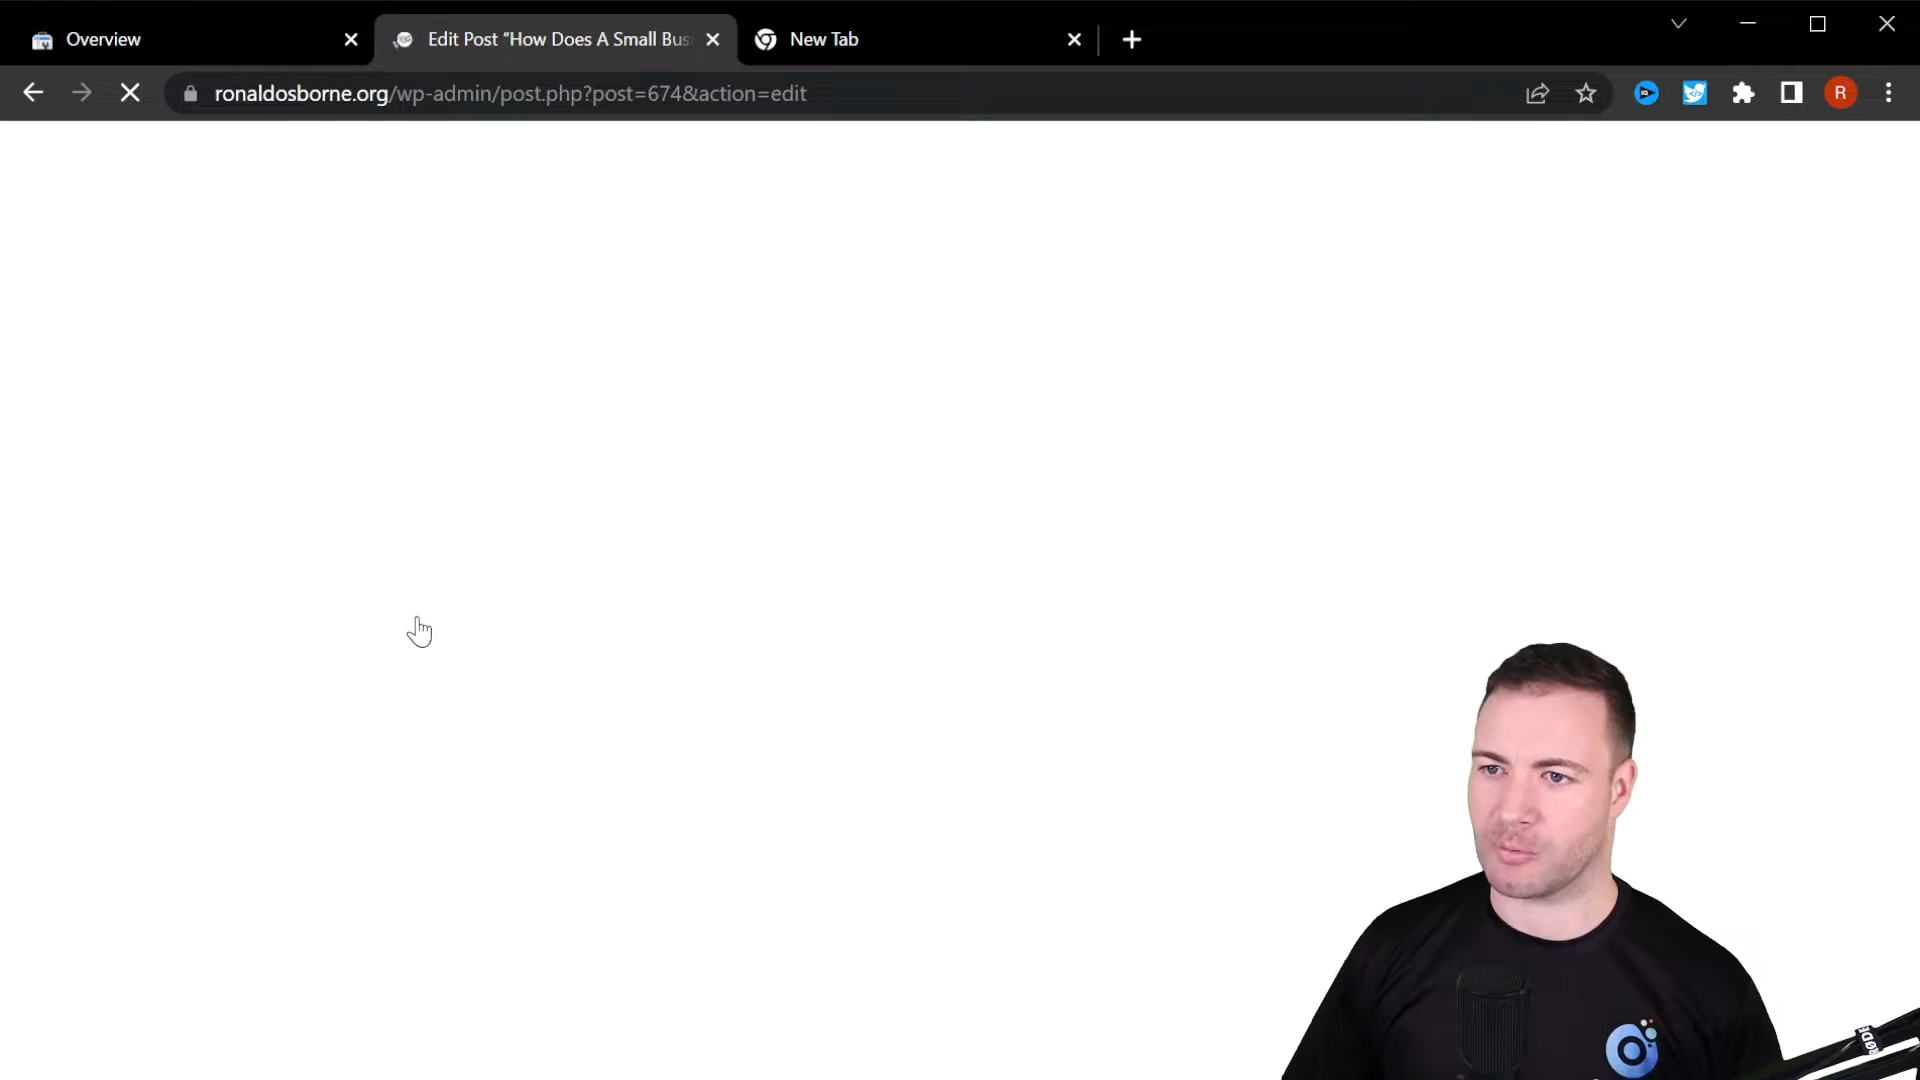 Overview
Edit Post “How Does A Small Bus
New Tab
ronaldosborne.org/wp-admin/post.php?post=674&action=edit
R
RØDE